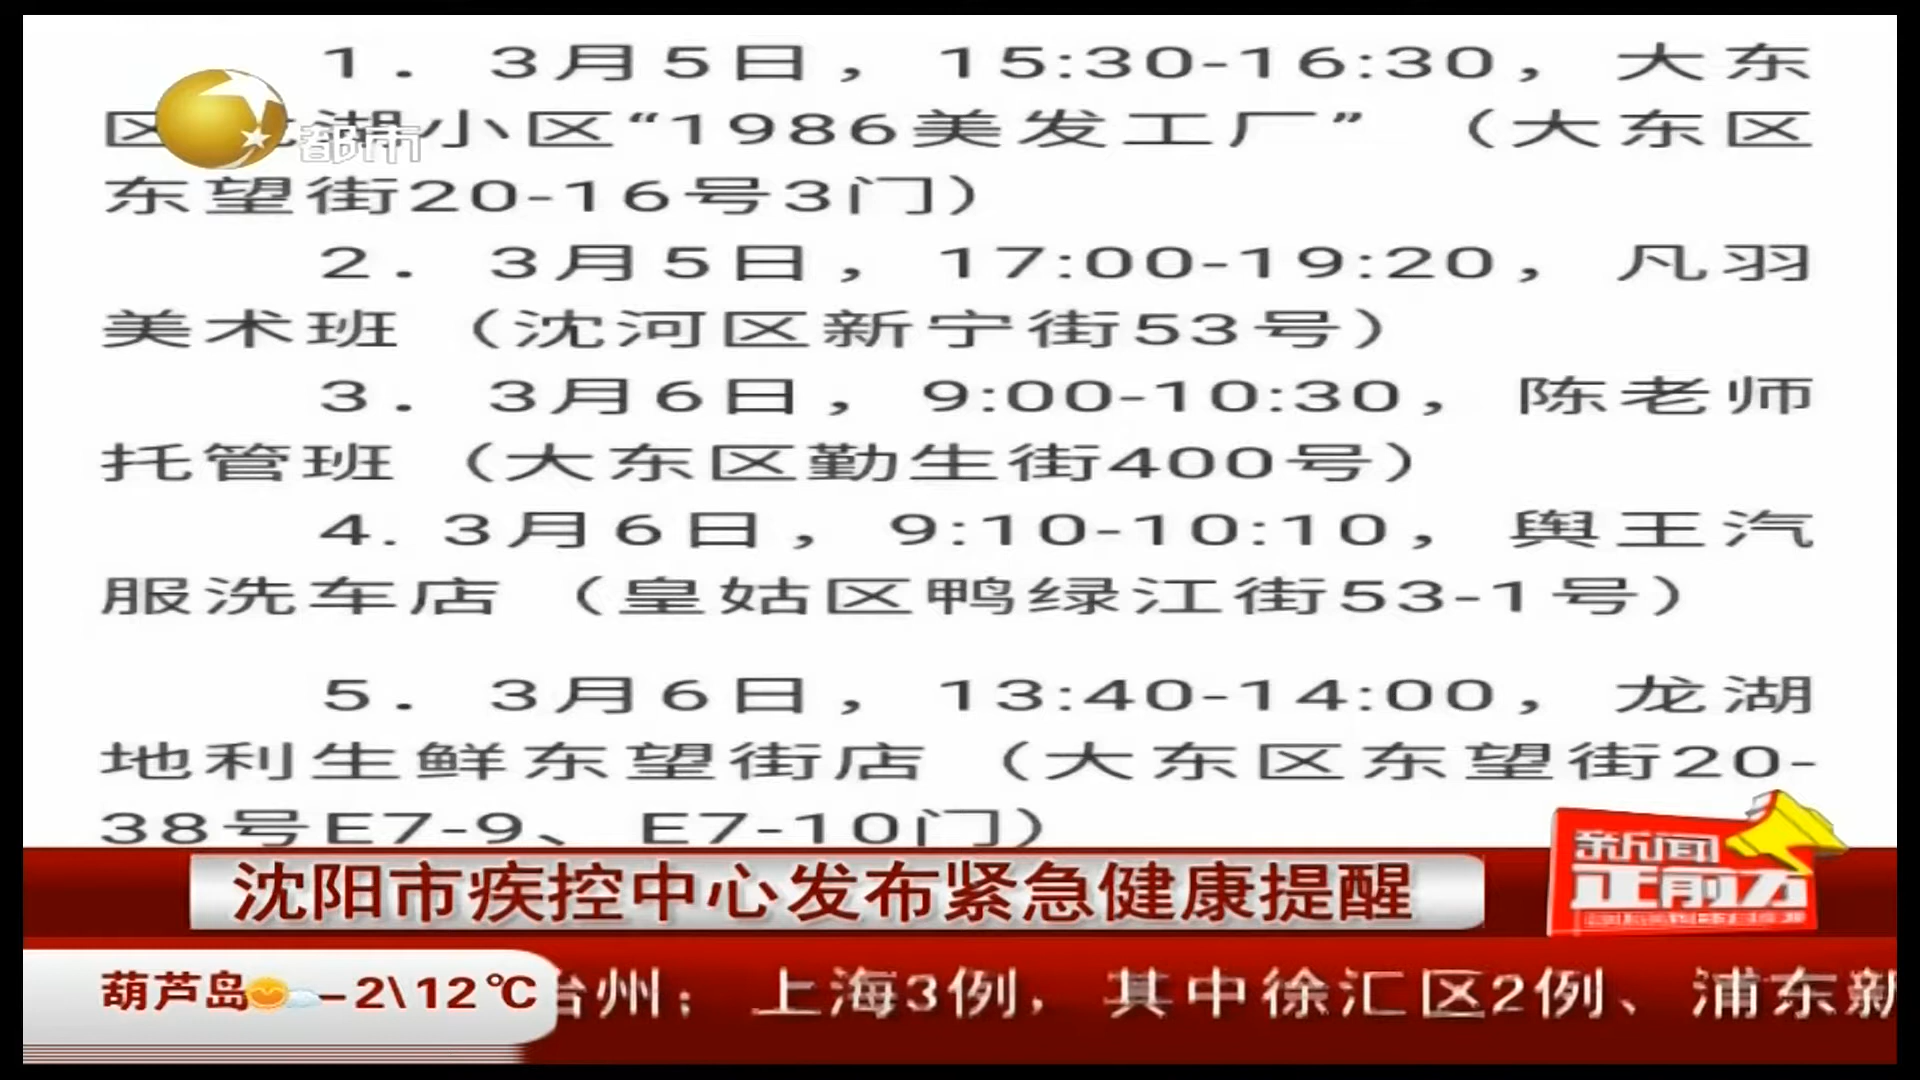 1. 3月5日，15:30-16:30，大东
区 湖小区“1986美发工厂”（大东区
都市
东望街20-16号3门）
2. 3月5日，17:00-19:20，凡羽
美术班（沈河区新宁街53号）
3. 3月6日，9:00-10:30，陈老师
托管班（大东区勤生街400号）
4. 3月6日，9:10-10:10，舆王汽
服洗车店（皇姑区鸭绿江街53-1号）
5. 3月6日，13:40-14:00，龙湖
地利生鲜东望街店（大东区东望街20-
38号E7-9、E7-10门）
沈阳市疾控中心发布紧急健康提醒
新闻
正前方
葫芦岛 -2\12℃
台州；上海3例，其中徐汇区2例、浦东新